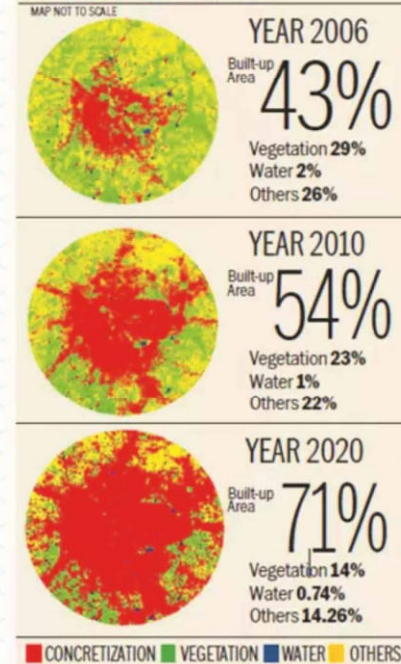 MAP NOT TO SCALE
YEAR 2006
Built-up
Area
43%
Vegetation 29%
Water 2%
Others 26%
YEAR 2010
Built-up
Area
54%
Vegetation 23%
Water 1%
Others 22%
YEAR 2020
Built-up
Area
71%
Vegetation 14%
Water 0.74%
Others 14.26%
CONCRETIZATION VEGETATION WATER OTHERS